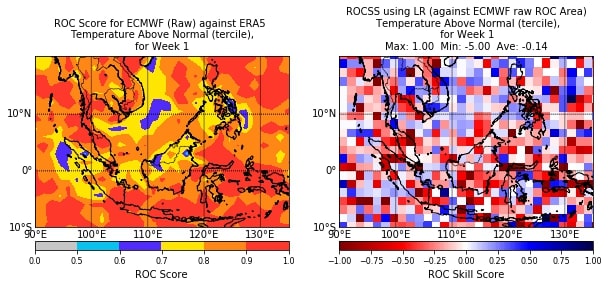 ROC Score for ECMWF (Raw) against ERA5
Temperature Above Normal (tercile),
for Week 1
10°N
0°
10°S
90°E 100°E 110°E 120°E 130°E
0.0 0.5 0.6 0.7 0.8 0.9 1.0
ROC Score
ROCSS using LR (against ECMWF raw ROC Area)
Temperature Above Normal (tercile),
for Week 1
Max: 1.00 Min: -5.00 Ave: -0.14
10°N
0°
10°S
90°E 100°E 110°E 120°E 130°E
−1.00 −0.75 −0.50 −0.25 0.00 0.25 0.50 0.75 1.00
ROC Skill Score